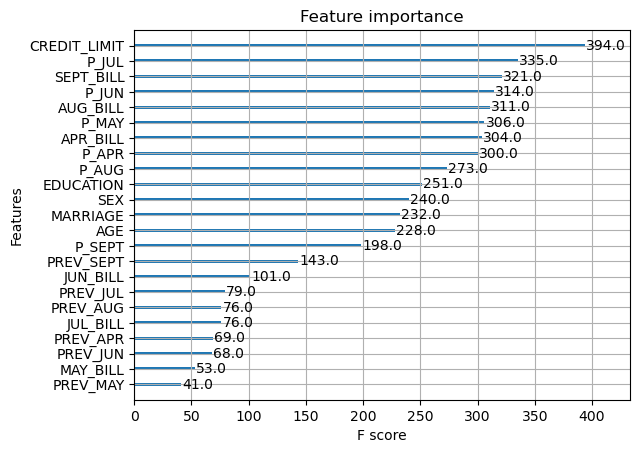 Feature importance
CREDIT_LIMIT 394.0
P_JUL 335.0
SEPT_BILL 321.0
P_JUN 314.0
AUG_BILL 311.0
P_MAY 306.0
APR_BILL 304.0
P_APR 300.0
P_AUG 273.0
EDUCATION 251.0
SEX 240.0
MARRIAGE 232.0
AGE 228.0
P_SEPT 198.0
PREV_SEPT 143.0
JUN_BILL 101.0
PREV_JUL 79.0
PREV_AUG 76.0
JUL_BILL 76.0
PREV_APR 69.0
PREV_JUN 68.0
MAY_BILL 53.0
PREV_MAY 41.0
Features
0 50 100 150 200 250 300 350 400
F score